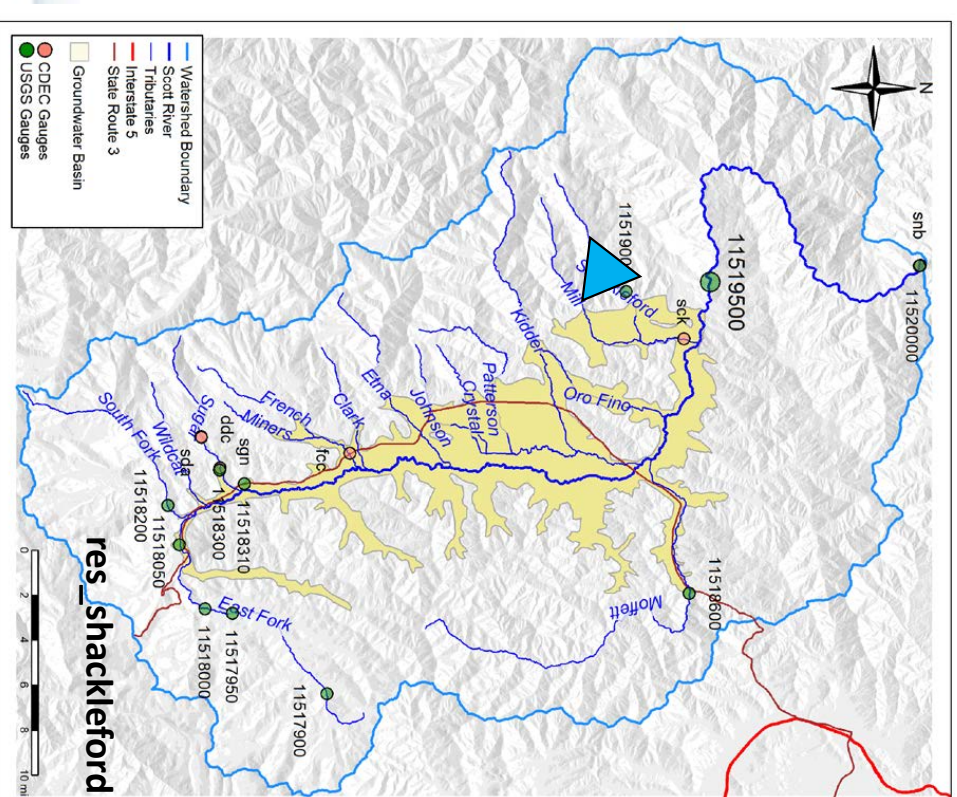 N
snb
11520000
11519500
sck
Mill
Kidder
Oro Fino
Patterson
Crystal
Johnson
Etna
Clark
French
Miners
Sugar
Wildcat
South Fork
fcc
sgn
ddc
sda
11518310
11518300
11518050
11518200
11518600
Moffett
East Fork
11517950
11518000
11517900
Watershed Boundary
Scott River
Tributaries
Interstate 5
State Route 3
Groundwater Basin
CDEC Gauges
USGS Gauges
0 2 4 6 8 10 mi
res_shackleford